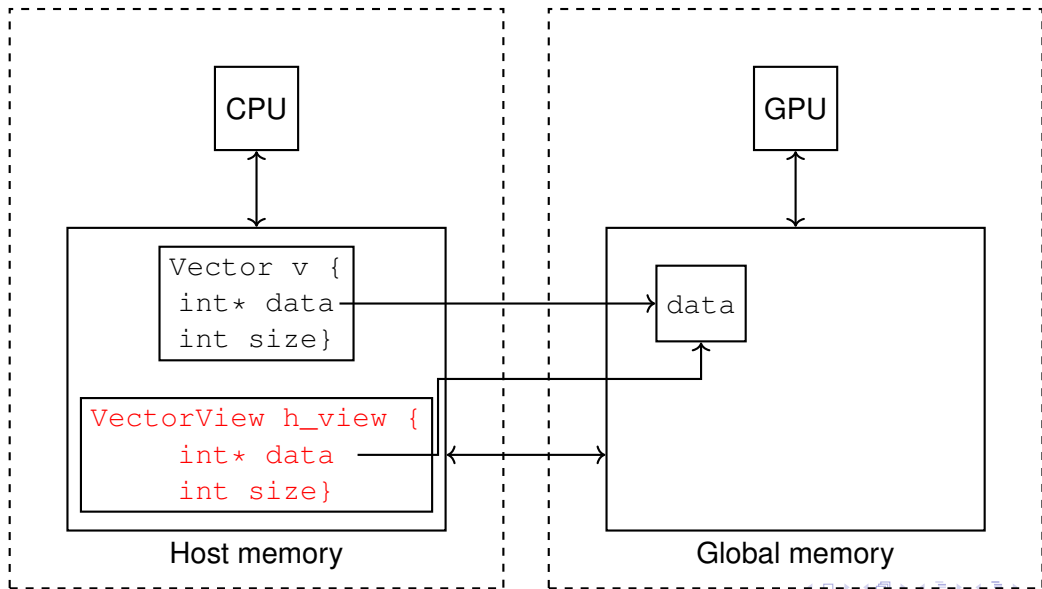 CPU
GPU
Vector v {
int* data
int size}
data
VectorView h_view {
int* data
int size}
Host memory
Global memory